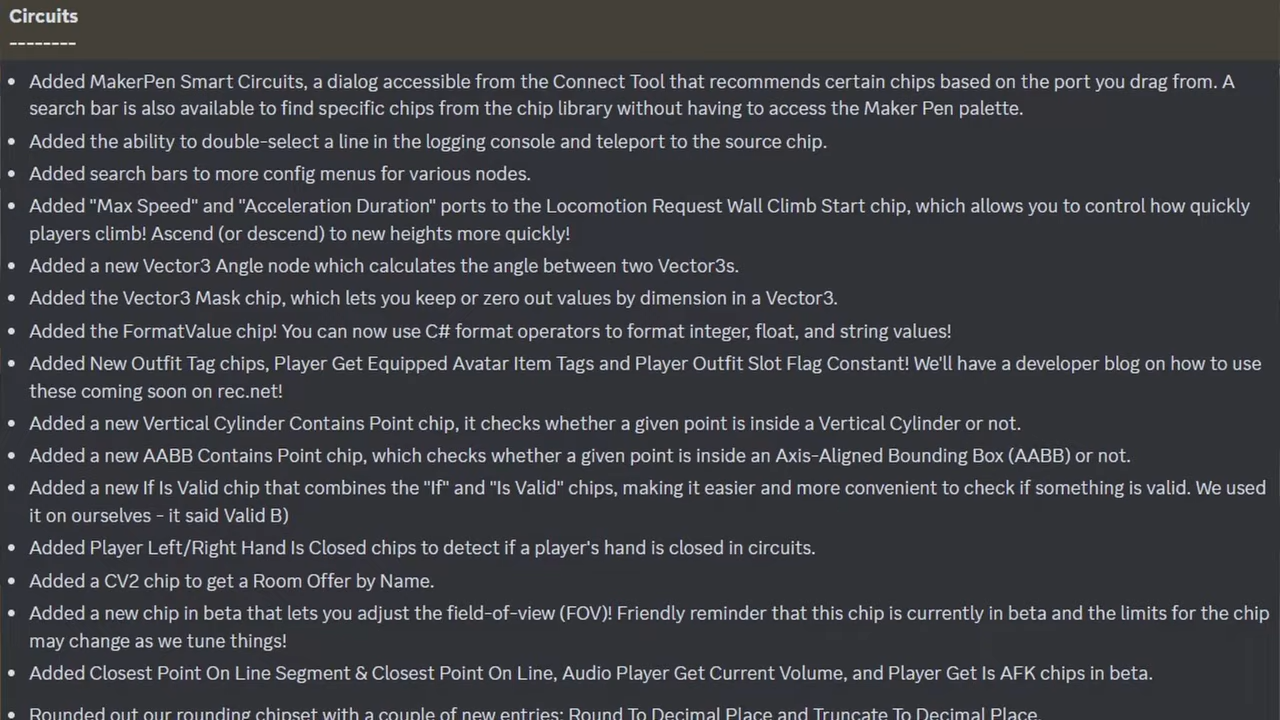 Circuits
--------
• Added MakerPen Smart Circuits, a dialog accessible from the Connect Tool that recommends certain chips based on the port you drag from. A
search bar is also available to find specific chips from the chip library without having to access the Maker Pen palette.
• Added the ability to double-select a line in the logging console and teleport to the source chip.
• Added search bars to more config menus for various nodes.
• Added "Max Speed" and "Acceleration Duration" ports to the Locomotion Request Wall Climb Start chip, which allows you to control how quickly
players climb! Ascend (or descend) to new heights more quickly!
• Added a new Vector3 Angle node which calculates the angle between two Vector3s.
• Added the Vector3 Mask chip, which lets you keep or zero out values by dimension in a Vector3.
• Added the FormatValue chip! You can now use C# format operators to format integer, float, and string values!
• Added New Outfit Tag chips, Player Get Equipped Avatar Item Tags and Player Outfit Slot Flag Constant! We'll have a developer blog on how to use
these coming soon on rec.net!
• Added a new Vertical Cylinder Contains Point chip, it checks whether a given point is inside a Vertical Cylinder or not.
• Added a new AABB Contains Point chip, which checks whether a given point is inside an Axis-Aligned Bounding Box (AABB) or not.
• Added a new If Is Valid chip that combines the "If" and "Is Valid" chips, making it easier and more convenient to check if something is valid. We used
it on ourselves - it said Valid B)
• Added Player Left/Right Hand Is Closed chips to detect if a player's hand is closed in circuits.
• Added a CV2 chip to get a Room Offer by Name.
• Added a new chip in beta that lets you adjust the field-of-view (FOV)! Friendly reminder that this chip is currently in beta and the limits for the chip
may change as we tune things!
• Added Closest Point On Line Segment & Closest Point On Line, Audio Player Get Current Volume, and Player Get Is AFK chips in beta.
• Rounded out our rounding chipset with a couple of new entries: Round To Decimal Place and Truncate To Decimal Place.